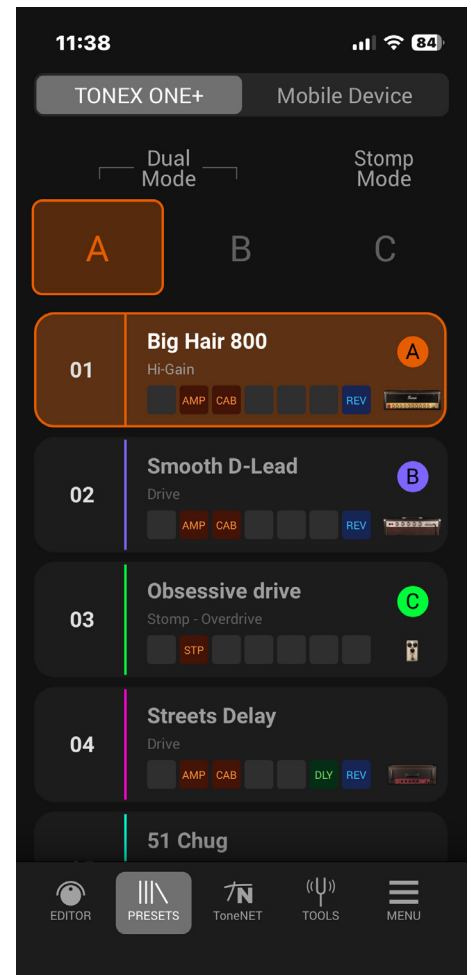 11:38
84
TONEX ONE+ Mobile Device
Dual Mode
Stomp Mode
A B C
01
Big Hair 800
A
Hi-Gain
AMP CAB REV
02
Smooth D-Lead
B
Drive
AMP CAB REV
03
Obsessive drive
C
Stomp - Overdrive
STP
04
Streets Delay
Drive
AMP CAB DLY REV
51 Chug
EDITOR PRESETS ToneNET TOOLS MENU